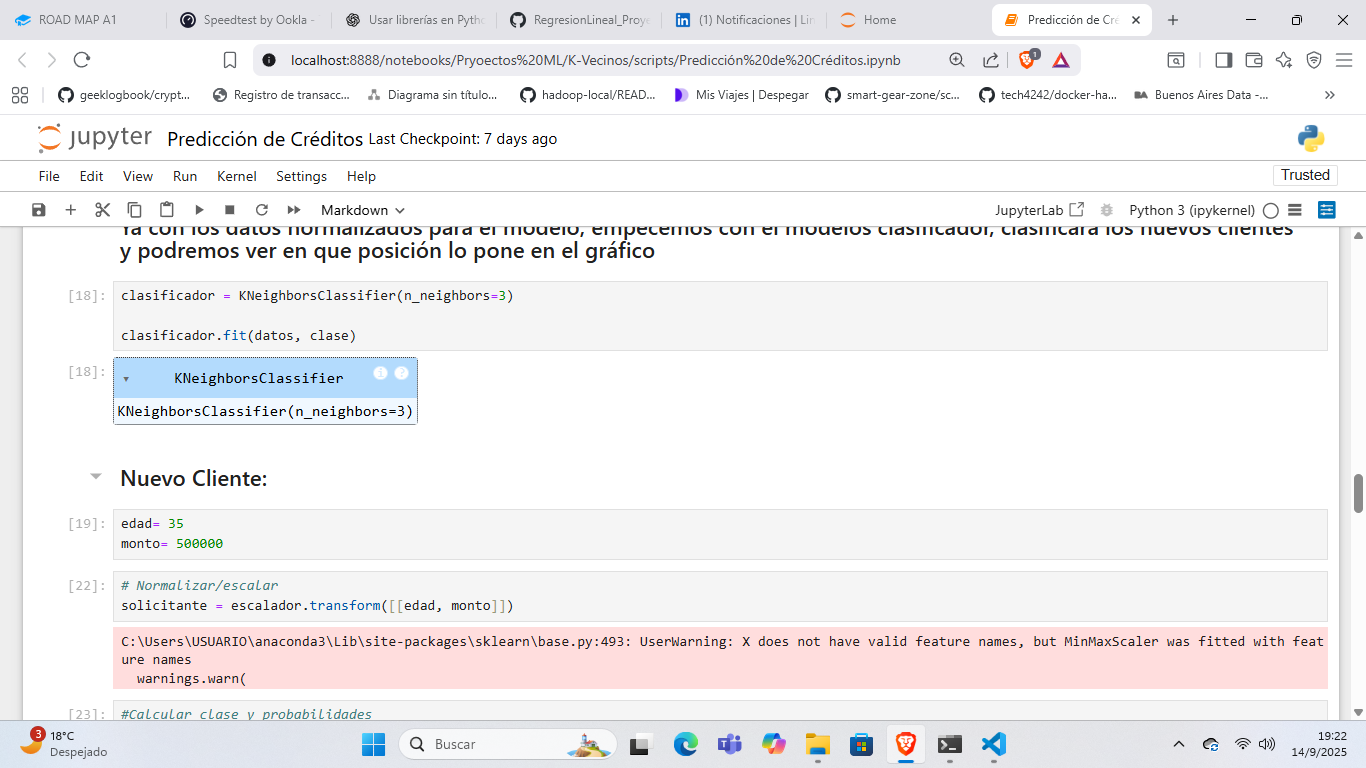 ROAD MAP A1
Speedtest by Ookla -
Usar librerías en Pytho
RegresionLineal_Proye
(1) Notificaciones | Lin
Home
Predicción de Cre
localhost:8888/notebooks/Pryoectos%20ML/K-Vecinos/scripts/Predicción%20de%20Créditos.ipynb
1
geeklogbook/crypt...
Registro de transacc...
Diagrama sin título...
hadoop-local/READ...
Mis Viajes | Despegar
smart-gear-zone/sc...
tech4242/docker-ha...
BA
Buenos Aires Data -...
jupyter
Predicción de Créditos
Last Checkpoint: 7 days ago
File
Edit
View
Run
Kernel
Settings
Help
Trusted
Markdown
JupyterLab
Python 3 (ipykernel)
Ya con los datos normalizados para el modelo, empecemos con el modelos clasificador, clasificara los nuevos clientes
y podremos ver en que posición lo pone en el gráfico
[18]:
clasificador = KNeighborsClassifier(n_neighbors=3)
clasificador.fit(datos, clase)
[18]:
KNeighborsClassifier
i ?
KNeighborsClassifier(n_neighbors=3)
Nuevo Cliente:
[19]:
edad= 35
monto= 500000
[22]:
# Normalizar/escalar
solicitante = escalador.transform([[edad, monto]])
C:\Users\USUARIO\anaconda3\Lib\site-packages\sklearn\base.py:493: UserWarning: X does not have valid feature names, but MinMaxScaler was fitted with feat
ure names
warnings.warn(
[23]:
#Calcular clase y probabilidades
3
18°C
Despejado
Buscar
19:22
14/9/2025